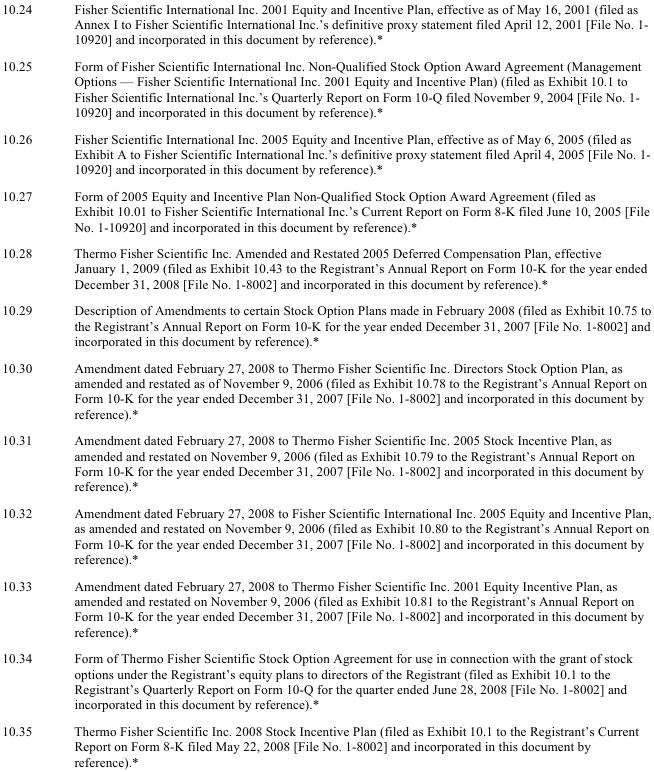 10.24 Fisher Scientific International Inc. 2001 Equity and Incentive Plan, effective as of May 16, 2001 (filed as
Annex I to Fisher Scientific International Inc.’s definitive proxy statement filed April 12, 2001 [File No. 1-
10920] and incorporated in this document by reference).*
10.25 Form of Fisher Scientific International Inc. Non-Qualified Stock Option Award Agreement (Management
Options — Fisher Scientific International Inc. 2001 Equity and Incentive Plan) (filed as Exhibit 10.1 to
Fisher Scientific International Inc.’s Quarterly Report on Form 10-Q filed November 9, 2004 [File No. 1-
10920] and incorporated in this document by reference).*
10.26 Fisher Scientific International Inc. 2005 Equity and Incentive Plan, effective as of May 6, 2005 (filed as
Exhibit A to Fisher Scientific International Inc.’s definitive proxy statement filed April 4, 2005 [File No. 1-
10920] and incorporated in this document by reference).*
10.27 Form of 2005 Equity and Incentive Plan Non-Qualified Stock Option Award Agreement (filed as
Exhibit 10.01 to Fisher Scientific International Inc.’s Current Report on Form 8-K filed June 10, 2005 [File
No. 1-10920] and incorporated in this document by reference).*
10.28 Thermo Fisher Scientific Inc. Amended and Restated 2005 Deferred Compensation Plan, effective
January 1, 2009 (filed as Exhibit 10.43 to the Registrant’s Annual Report on Form 10-K for the year ended
December 31, 2008 [File No. 1-8002] and incorporated in this document by reference).*
10.29 Description of Amendments to certain Stock Option Plans made in February 2008 (filed as Exhibit 10.75 to
the Registrant’s Annual Report on Form 10-K for the year ended December 31, 2007 [File No. 1-8002] and
incorporated in this document by reference).*
10.30 Amendment dated February 27, 2008 to Thermo Fisher Scientific Inc. Directors Stock Option Plan, as
amended and restated as of November 9, 2006 (filed as Exhibit 10.78 to the Registrant’s Annual Report on
Form 10-K for the year ended December 31, 2007 [File No. 1-8002] and incorporated in this document by
reference).*
10.31 Amendment dated February 27, 2008 to Thermo Fisher Scientific Inc. 2005 Stock Incentive Plan, as
amended and restated on November 9, 2006 (filed as Exhibit 10.79 to the Registrant’s Annual Report on
Form 10-K for the year ended December 31, 2007 [File No. 1-8002] and incorporated in this document by
reference).*
10.32 Amendment dated February 27, 2008 to Fisher Scientific International Inc. 2005 Equity and Incentive Plan,
as amended and restated on November 9, 2006 (filed as Exhibit 10.80 to the Registrant’s Annual Report on
Form 10-K for the year ended December 31, 2007 [File No. 1-8002] and incorporated in this document by
reference).*
10.33 Amendment dated February 27, 2008 to Thermo Fisher Scientific Inc. 2001 Equity Incentive Plan, as
amended and restated on November 9, 2006 (filed as Exhibit 10.81 to the Registrant’s Annual Report on
Form 10-K for the year ended December 31, 2007 [File No. 1-8002] and incorporated in this document by
reference).*
10.34 Form of Thermo Fisher Scientific Stock Option Agreement for use in connection with the grant of stock
options under the Registrant’s equity plans to directors of the Registrant (filed as Exhibit 10.1 to the
Registrant’s Quarterly Report on Form 10-Q for the quarter ended June 28, 2008 [File No. 1-8002] and
incorporated in this document by reference).*
10.35 Thermo Fisher Scientific Inc. 2008 Stock Incentive Plan (filed as Exhibit 10.1 to the Registrant’s Current
Report on Form 8-K filed May 22, 2008 [File No. 1-8002] and incorporated in this document by
reference).*